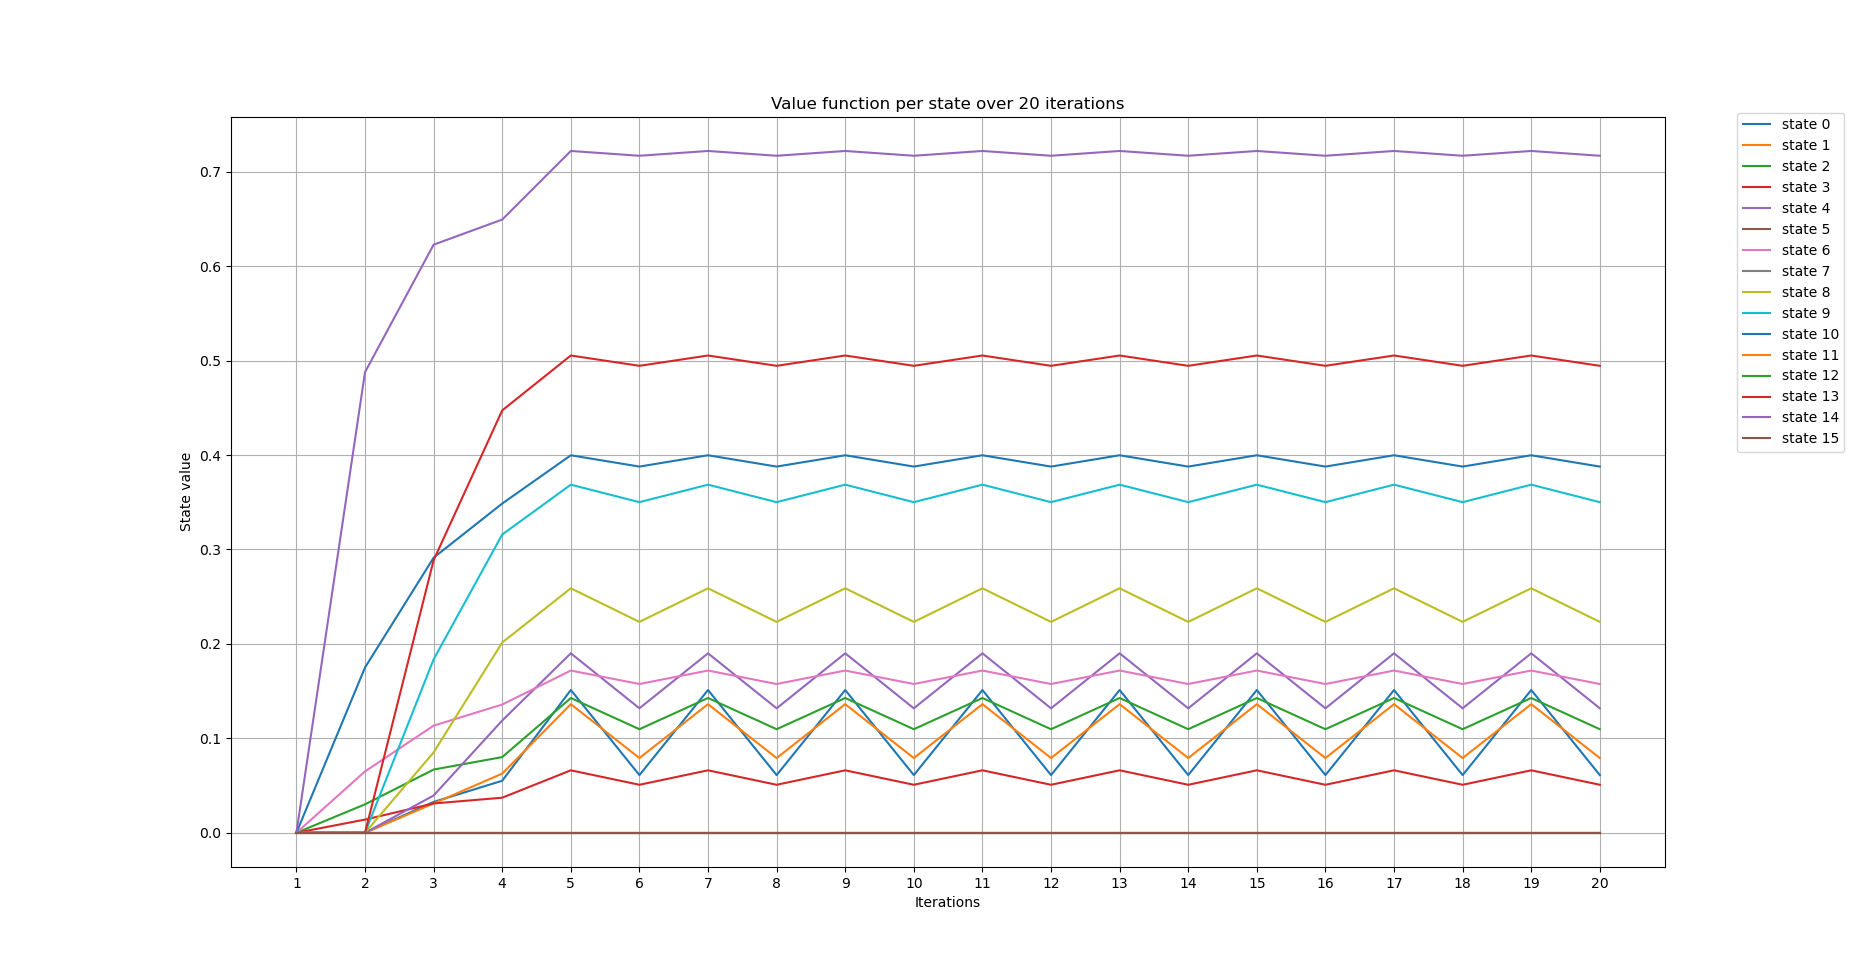 Value function per state over 20 iterations
state 0
state 1
state 2
state 3
state 4
state 5
state 6
state 7
state 8
state 9
state 10
state 11
state 12
state 13
state 14
state 15
State value
0.7
0.6
0.5
0.4
0.3
0.2
0.1
0.0
1 2 3 4 5 6 7 8 9 10 11 12 13 14 15 16 17 18 19 20
Iterations